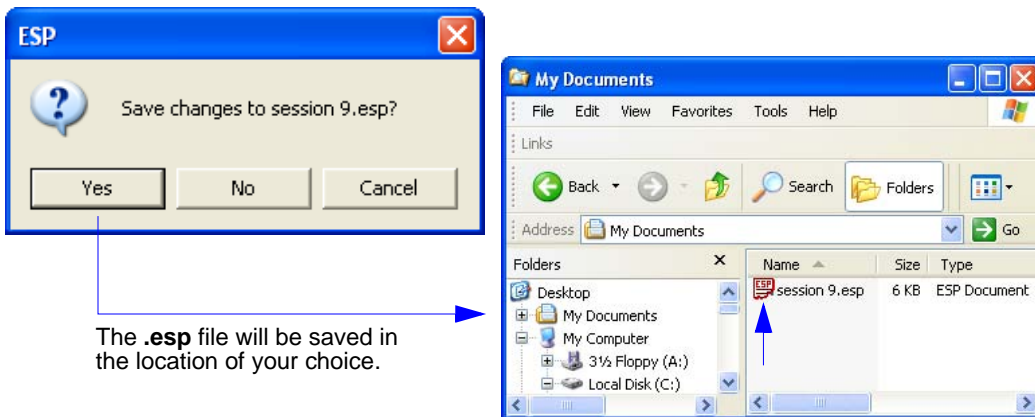 ESP
Save changes to session 9.esp?
Yes No Cancel
The .esp file will be saved in
the location of your choice.
My Documents
File Edit View Favorites Tools Help
Links
Back Search Folders
Address My Documents Go
Folders
Name Size Type
Desktop
My Documents
My Computer
3½ Floppy (A:)
Local Disk (C:)
ESP session 9.esp 6 KB ESP Document